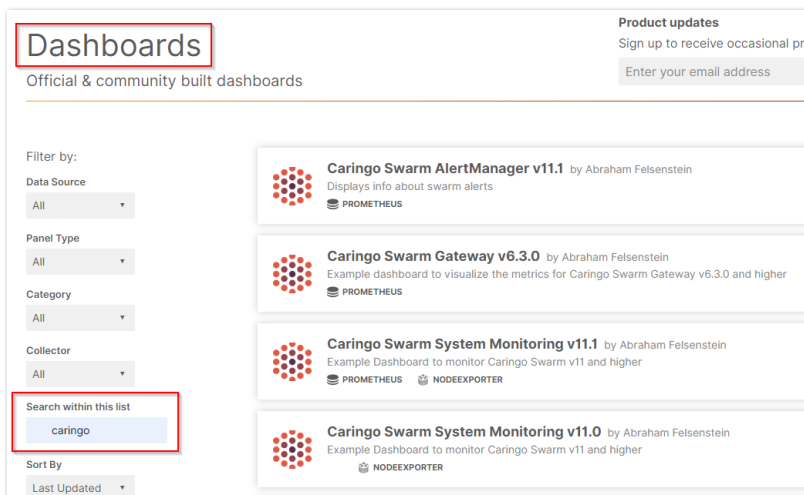 Dashboards
Official & community built dashboards
Product updates
Sign up to receive occasional pr
Enter your email address
Filter by:
Data Source
All
Panel Type
All
Category
All
Collector
All
Search within this list
caringo
Sort By
Last Updated
Caringo Swarm AlertManager v11.1 by Abraham Felsenstein
Displays info about swarm alerts
PROMETHEUS
Caringo Swarm Gateway v6.3.0 by Abraham Felsenstein
Example dashboard to visualize the metrics for Caringo Swarm Gateway v6.3.0 and higher
PROMETHEUS
Caringo Swarm System Monitoring v11.1 by Abraham Felsenstein
Example Dashboard to monitor Caringo Swarm v11 and higher
PROMETHEUS NODEEXPORTER
Caringo Swarm System Monitoring v11.0 by Abraham Felsenstein
Example Dashboard to monitor Caringo Swarm v11 and higher
NODEEXPORTER